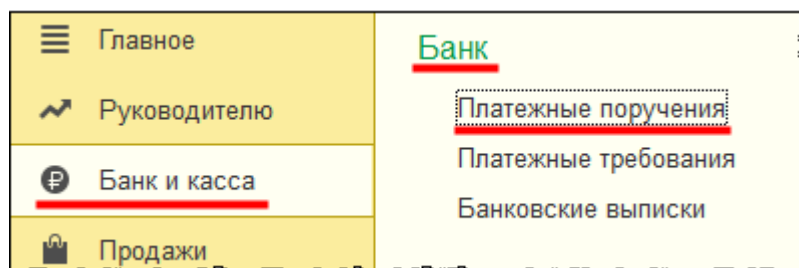 Главное
Руководителю
Банк и касса
Продажи
Банк
Платежные поручения
Платежные требования
Банковские выписки